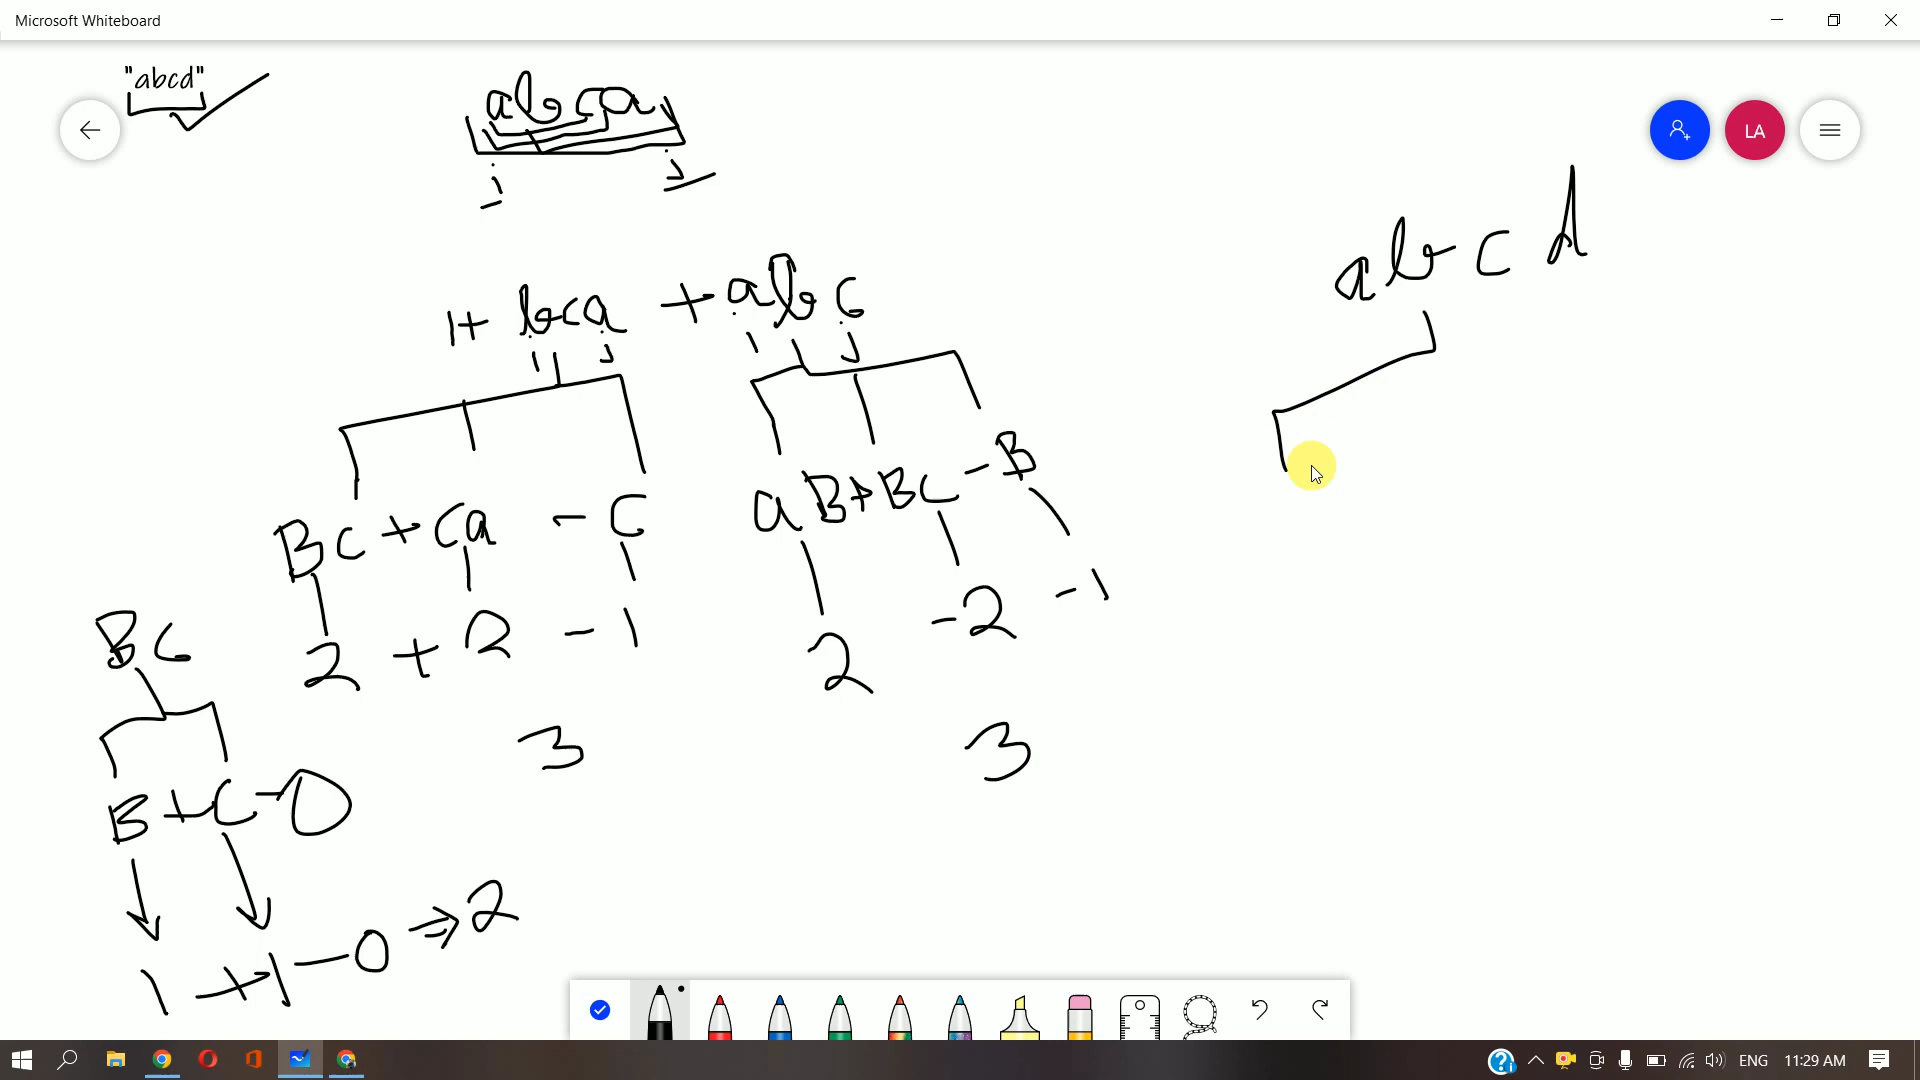 Microsoft Whiteboard
"abcd"
abca
LA
i j
abcd
1+ bca + abc
i j i j
BC + Ca - C
aB+BC - B
BC
2 + 2 - 1
2 -2 -1
3
3
B+C-0
1 +1-0 ⇒ 2
ENG 11:29 AM